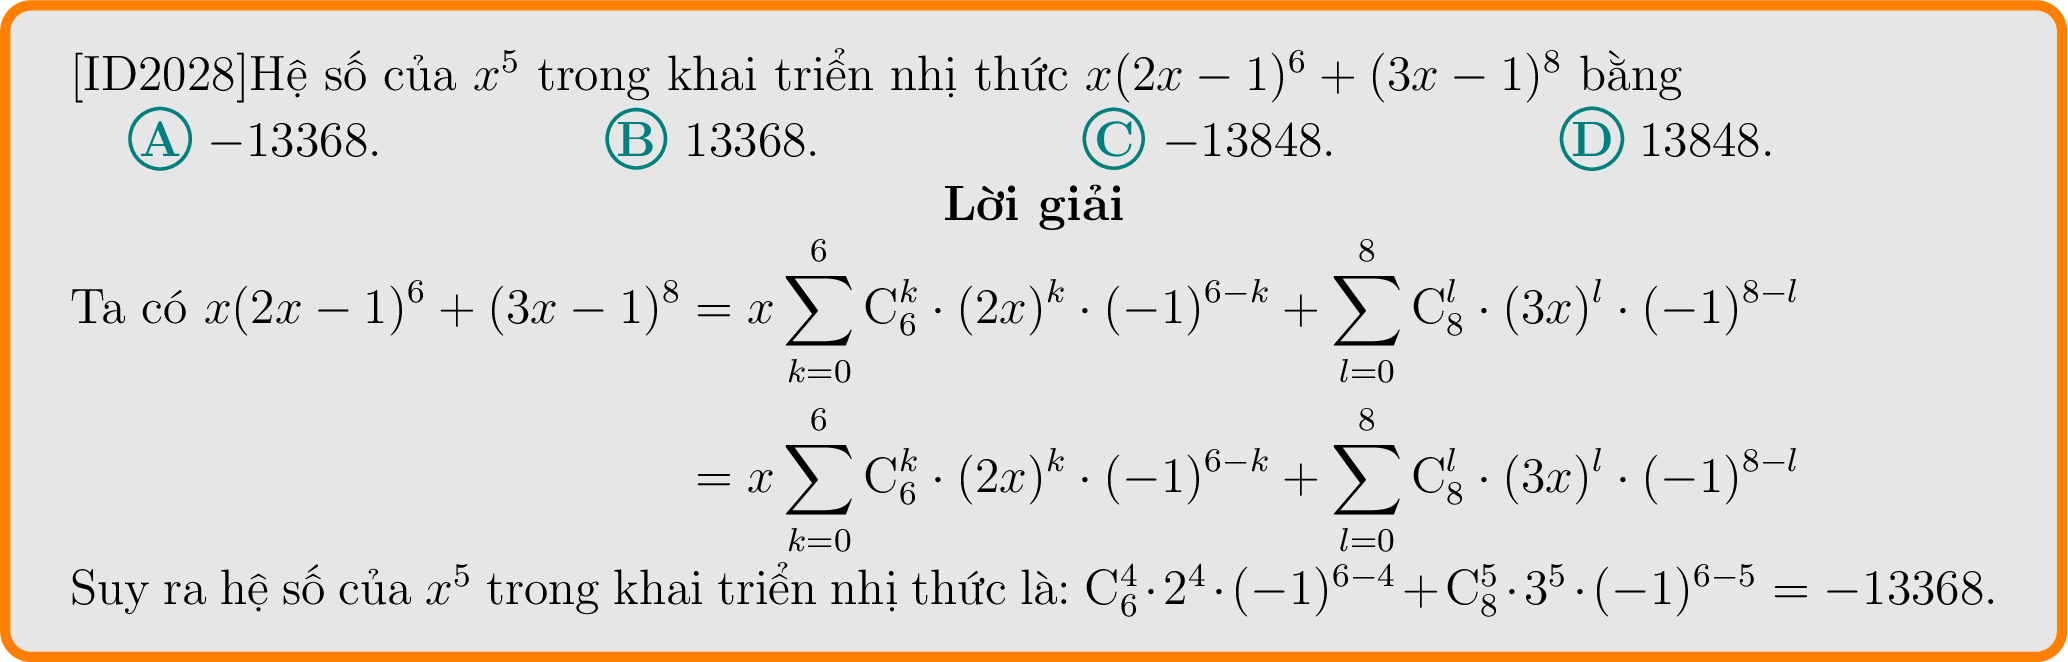 [ID2028]Hệ số của $x^5$ trong khai triển nhị thức $x(2x-1)^6+(3x-1)^8$ bằng
Ⓐ $-13368$. Ⓑ $13368$. Ⓒ $-13848$. Ⓓ $13848$.
Lời giải
Ta có $x(2x-1)^6+(3x-1)^8 = x\sum_{k=0}^{6}\mathrm{C}_6^k\cdot(2x)^k\cdot(-1)^{6-k}+\sum_{l=0}^{8}\mathrm{C}_8^l\cdot(3x)^l\cdot(-1)^{8-l}$
$= x\sum_{k=0}^{6}\mathrm{C}_6^k\cdot(2x)^k\cdot(-1)^{6-k}+\sum_{l=0}^{8}\mathrm{C}_8^l\cdot(3x)^l\cdot(-1)^{8-l}$
Suy ra hệ số của $x^5$ trong khai triển nhị thức là: $\mathrm{C}_6^4\cdot2^4\cdot(-1)^{6-4}+\mathrm{C}_8^5\cdot3^5\cdot(-1)^{6-5}=-13368$.